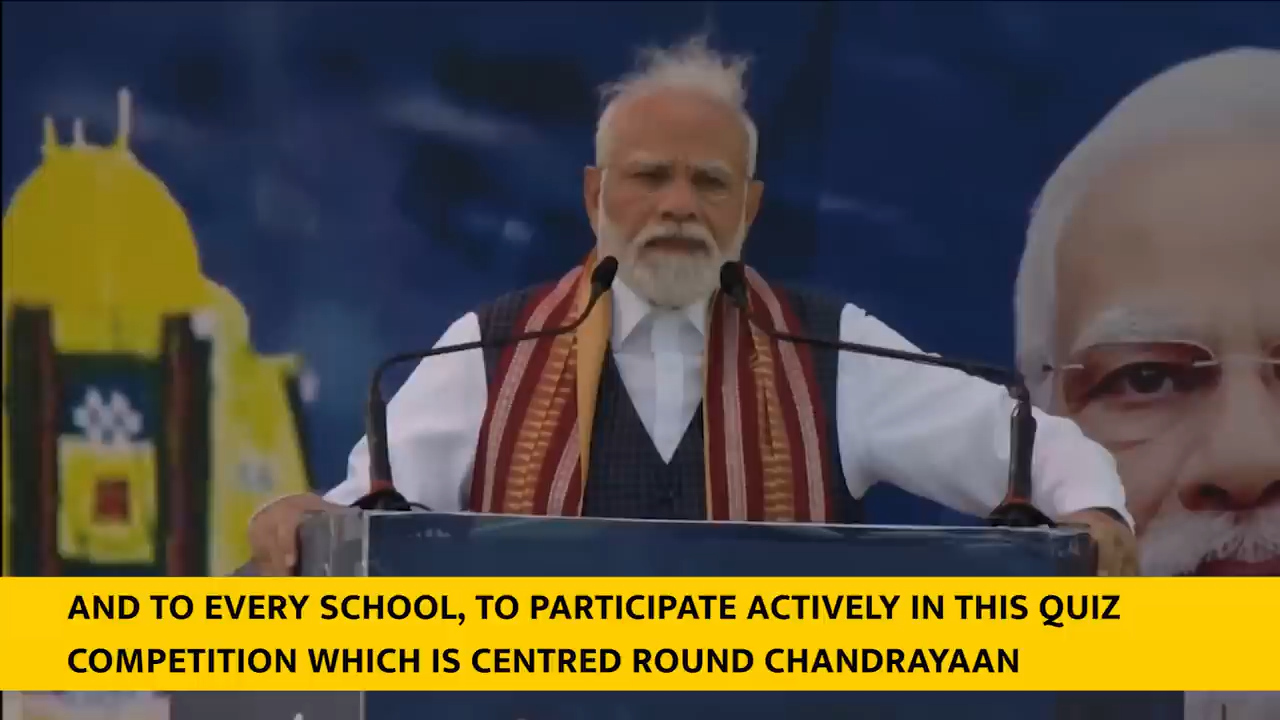 AND TO EVERY SCHOOL, TO PARTICIPATE ACTIVELY IN THIS QUIZ
COMPETITION WHICH IS CENTRED ROUND CHANDRAYAAN